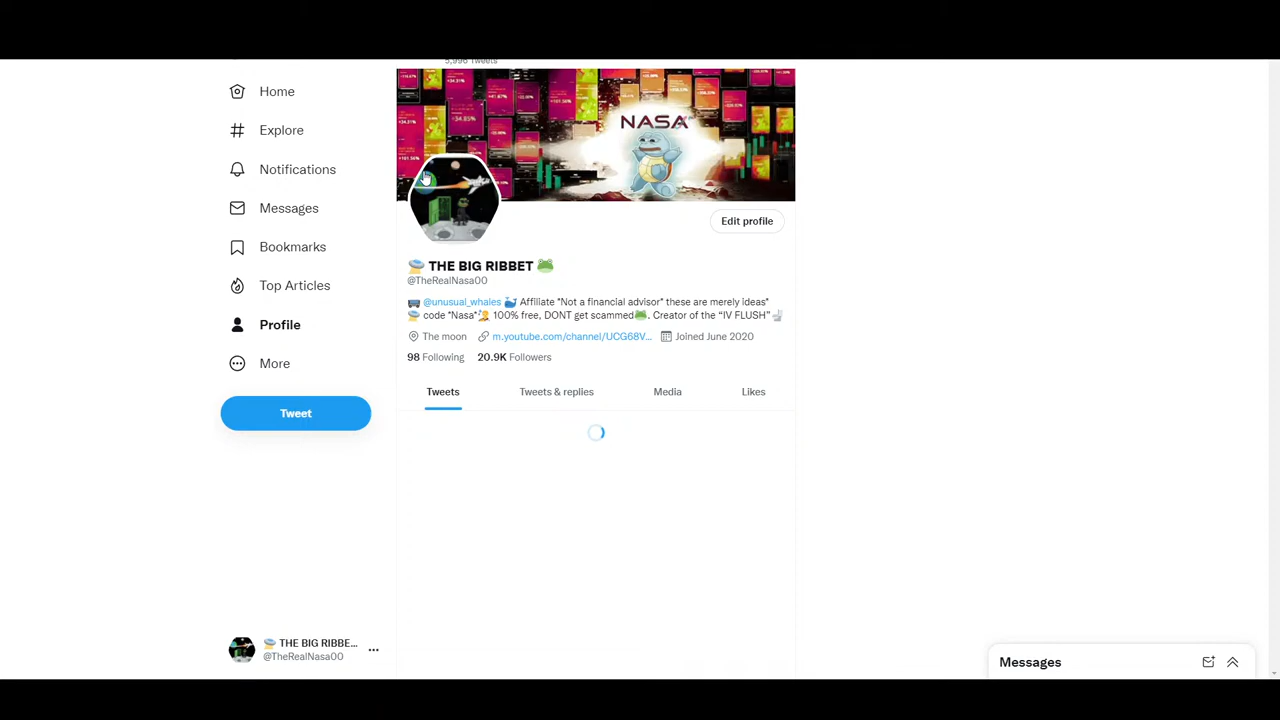 5,996 Tweets
Home
Explore
Notifications
Messages
Bookmarks
Top Articles
Profile
More
Tweet
THE BIG RIBBE...
@TheRealNasa00
NASA
Edit profile
THE BIG RIBBET
@TheRealNasa00
@unusual_whales Affiliate *Not a financial advisor* these are merely ideas*
code *Nasa* 100% free, DONT get scammed. Creator of the “IV FLUSH”
The moon m.youtube.com/channel/UCG68V... Joined June 2020
98 Following 20.9K Followers
Tweets Tweets & replies Media Likes
Messages